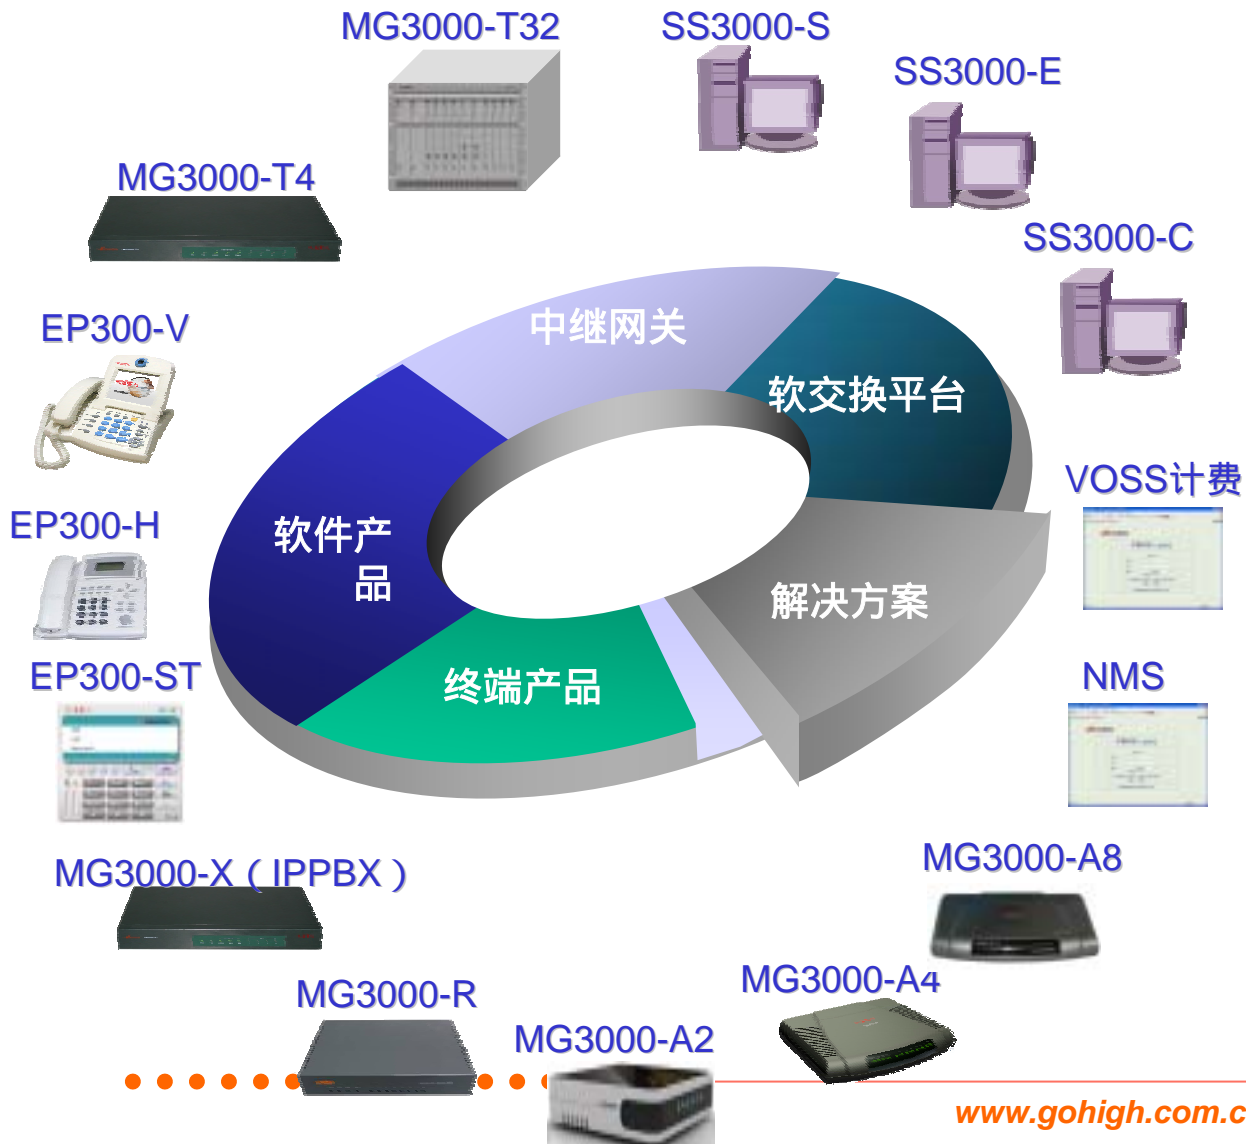 MG3000-T32
SS3000-S
SS3000-E
MG3000-T4
SS3000-C
EP300-V
中继网关
软交换平台
VOSS计费
EP300-H
软件产
品
解决方案
终端产品
EP300-ST
NMS
MG3000-X（IPPBX）
MG3000-A8
MG3000-A4
MG3000-R
MG3000-A2
www.gohigh.com.c